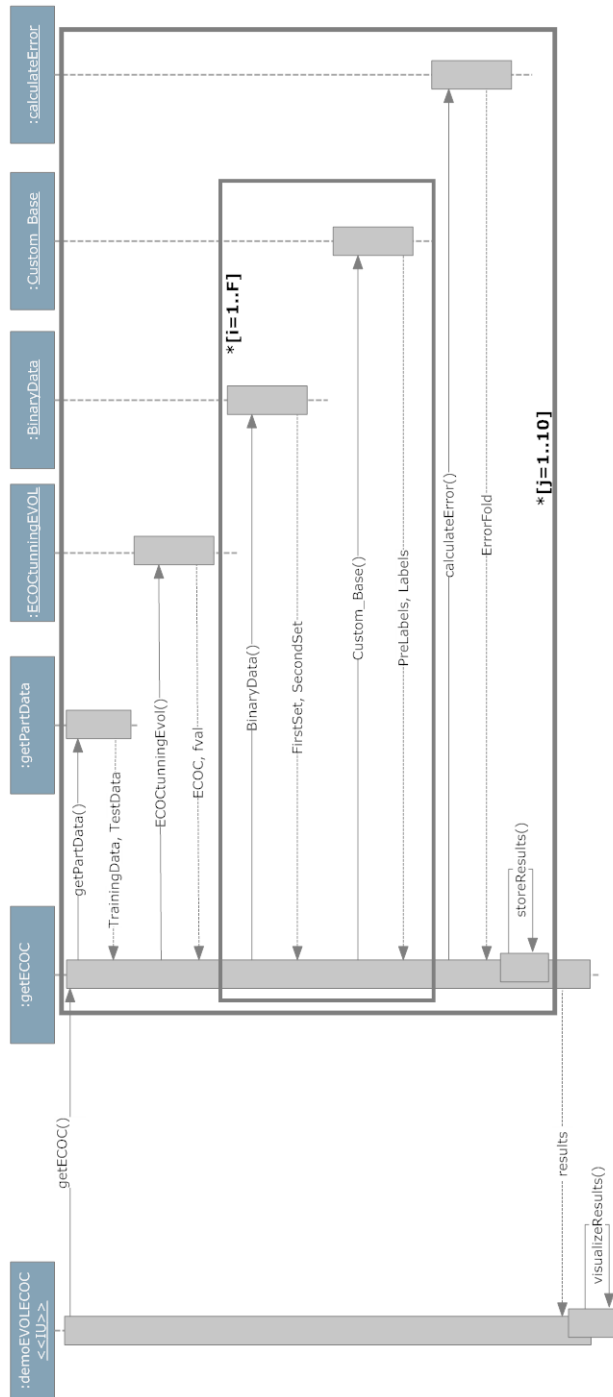 :demoEVOLECOC
<<IU>>
:getECOC
:getPartData
:ECOCtunningEVOL
:BinaryData
:Custom_Base
:calculateError
getECOC()
getPartData()
TrainingData, TestData
ECOCtunningEvol()
ECOC, fval
*[i=1..F]
BinaryData()
FirstSet, SecondSet
Custom_Base()
PreLabels, Labels
calculateError()
ErrorFold
storeResults()
*[j=1..10]
results
visualizeResults()